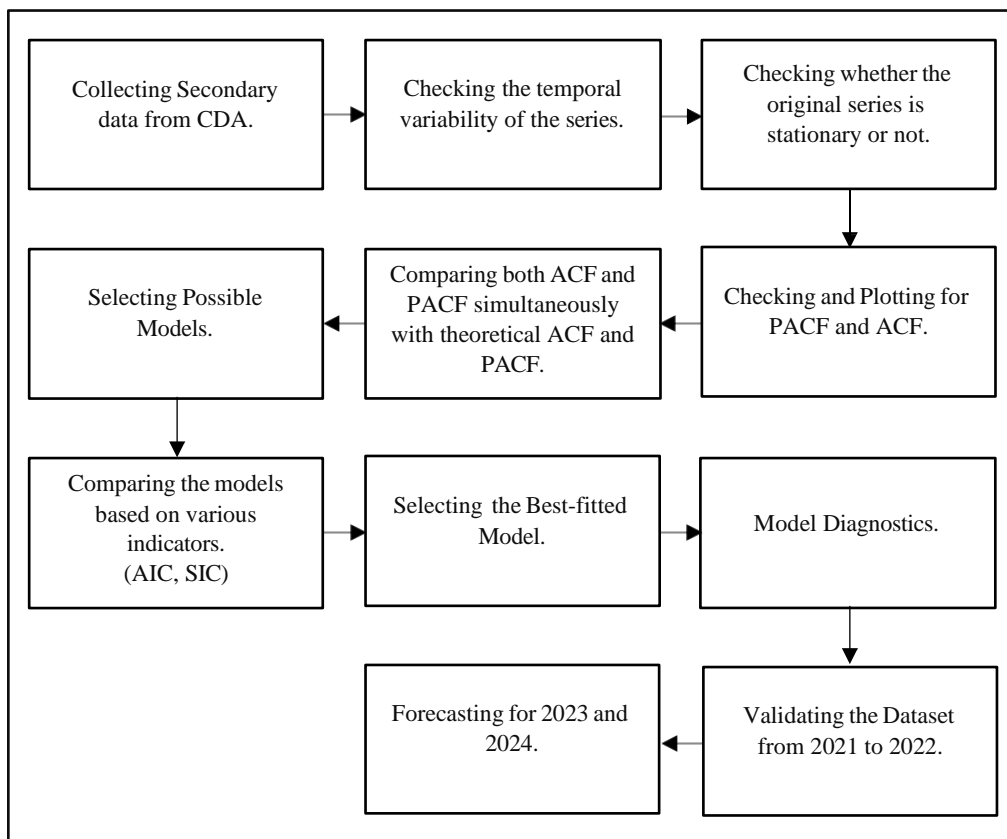 Collecting Secondary
data from CDA.
Checking the temporal
variability of the series.
Checking whether the
original series is
stationary or not.
Checking and Plotting for
PACF and ACF.
Comparing both ACF and
PACF simultaneously
with theoretical ACF and
PACF.
Selecting Possible
Models.
Comparing the models
based on various
indicators.
(AIC, SIC)
Selecting the Best-fitted
Model.
Model Diagnostics.
Validating the Dataset
from 2021 to 2022.
Forecasting for 2023 and
2024.